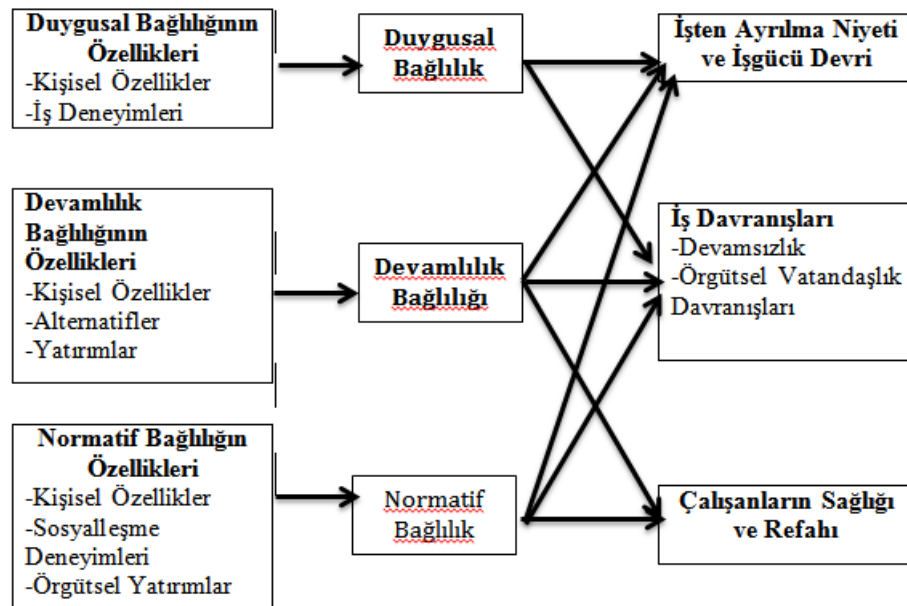 Duygusal Bağlılığının
Özellikleri
-Kişisel Özellikler
-İş Deneyimleri
Duygusal
Bağlılık
İşten Ayrılma Niyeti
ve İşgücü Devri
Devamlılık
Bağlılığının
Özellikleri
-Kişisel Özellikler
-Alternatifler
-Yatırımlar
Devamlılık
Bağlılığı
İş Davranışları
-Devamsızlık
-Örgütsel Vatandaşlık
Davranışları
Normatif Bağlılığın
Özellikleri
-Kişisel Özellikler
-Sosyalleşme
Deneyimleri
-Örgütsel Yatırımlar
Normatif
Bağlılık
Çalışanların Sağlığı
ve Refahı